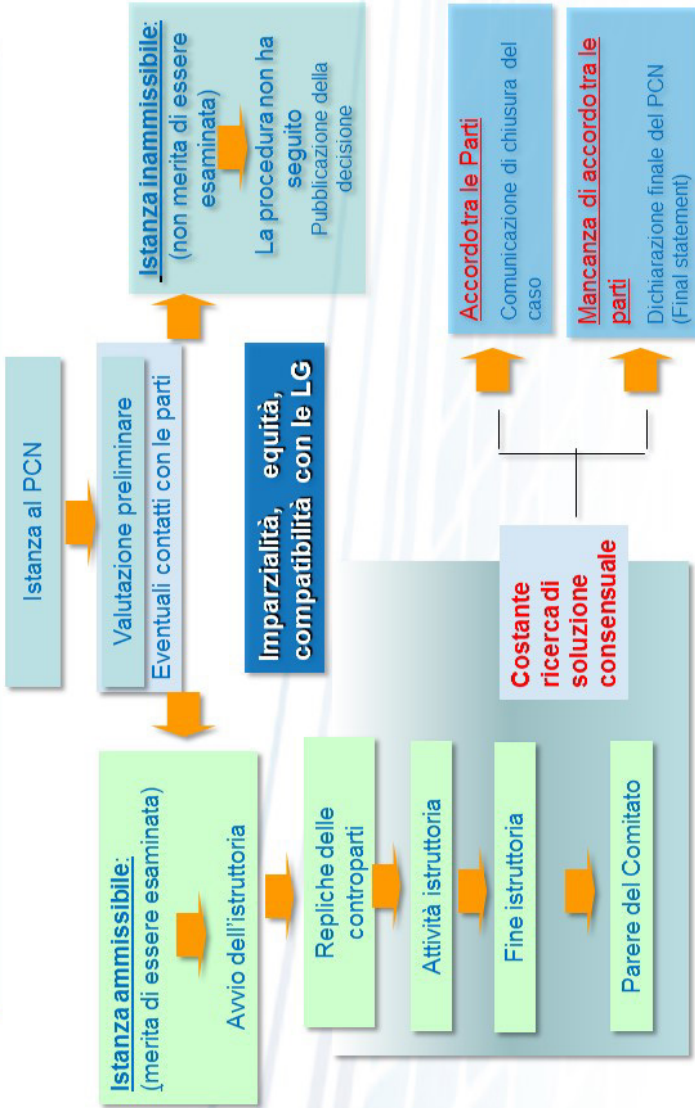 Istanza al PCN
Valutazione preliminare
Eventuali contatti con le parti
Istanza ammissibile:
(merita di essere esaminata)
Avvio dell'istruttoria
Istanza inammissibile:
(non merita di essere
esaminata)
La procedura non ha
seguito
Pubblicazione della
decisione
Imparzialità, equità,
compatibilità con le LG
Repliche delle
controparti
Attività istruttoria
Fine istruttoria
Parere del Comitato
Costante
ricerca di
soluzione
consensuale
Accordo tra le Parti
Comunicazione di chiusura del
caso
Mancanza di accordo tra le
parti
Dichiarazione finale del PCN
(Final statement)